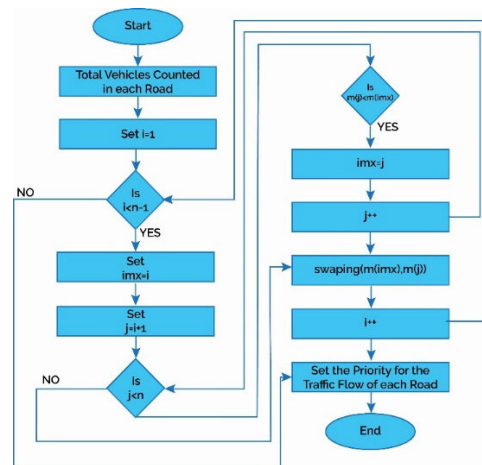 Start
Total Vehicles Counted
in each Road
Set i=1
NO
Is
i<n-1
YES
Set
imx=i
Set
j=i+1
NO
Is
j<n
Is
m(j)<m(imx)
YES
imx=j
j++
swaping(m(imx),m(j))
i++
Set the Priority for the
Traffic Flow of each Road
End